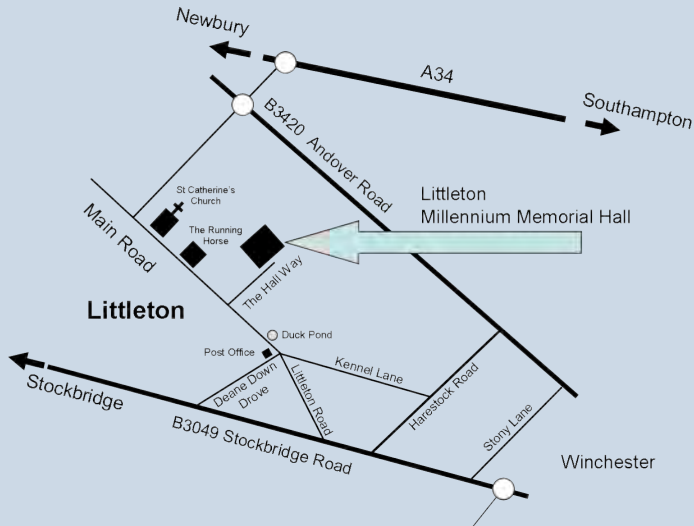 Newbury
A34
Southampton
B3420 Andover Road
St Catherine's
Church
Littleton
Millennium Memorial Hall
Main Road
The Running
Horse
The Hall Way
Littleton
Duck Pond
Post Office
Kennel Lane
Stockbridge
Deane Down
Drove
Littleton Road
Harestock Road
Stony Lane
B3049 Stockbridge Road
Winchester